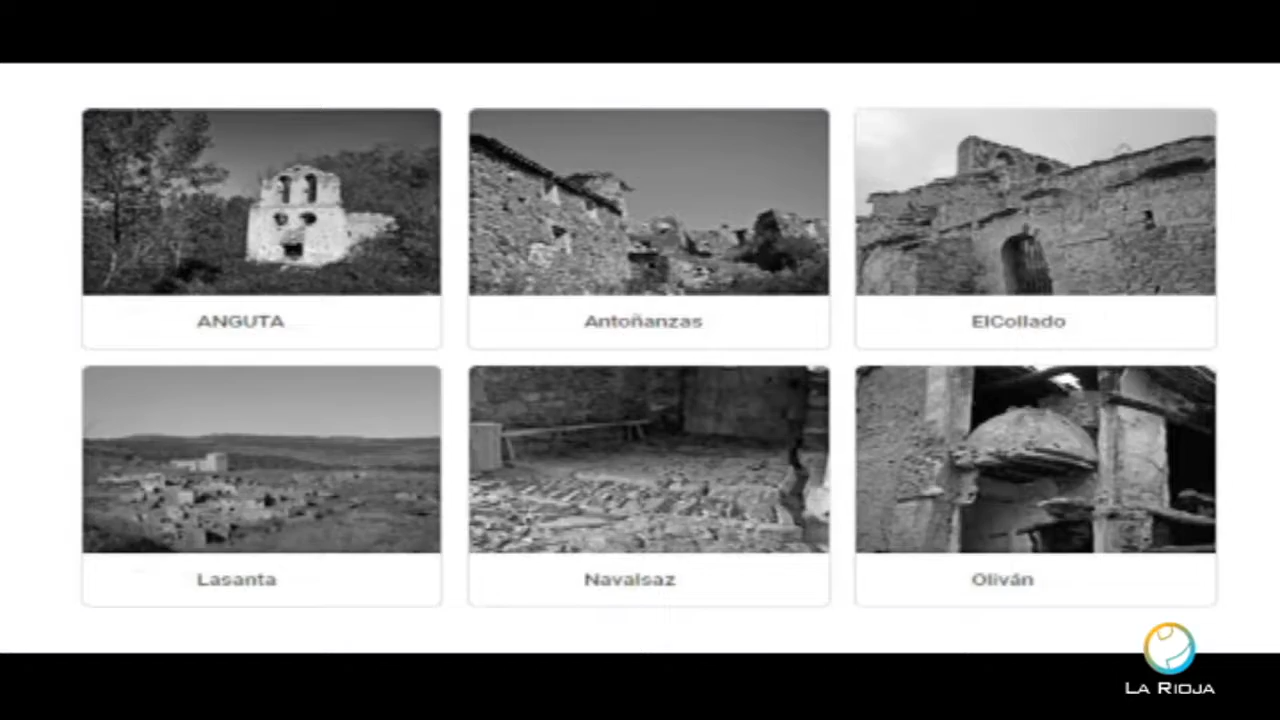 ANGUTA
Antoñanzas
ElCollado
Lasanta
Navalsaz
Oliván
LA RIOJA